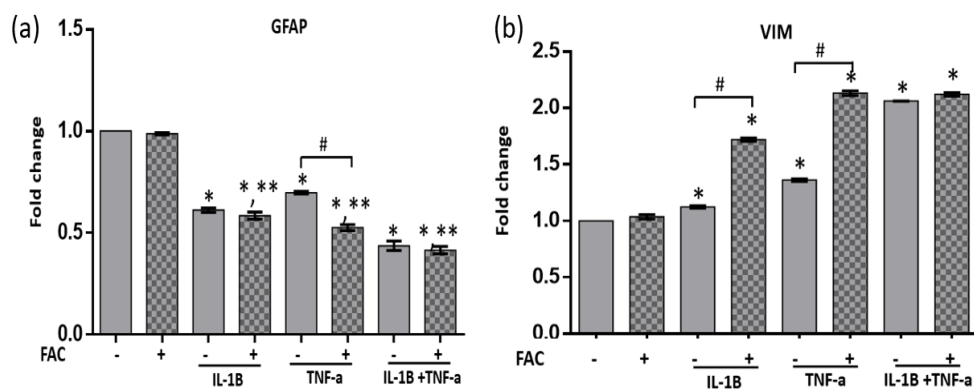 (a)
GFAP
Fold change
1.5
1.0
0.5
0.0
*
*,**
#
*
*,**
*
*,**
FAC
- + - + - + - +
IL-1B TNF-a IL-1B +TNF-a
(b)
VIM
Fold change
2.5
2.0
1.5
1.0
0.5
0.0
#
#
*
*
*
*
*
*
FAC
- + - + - + - +
IL-1B TNF-a IL-1B +TNF-a